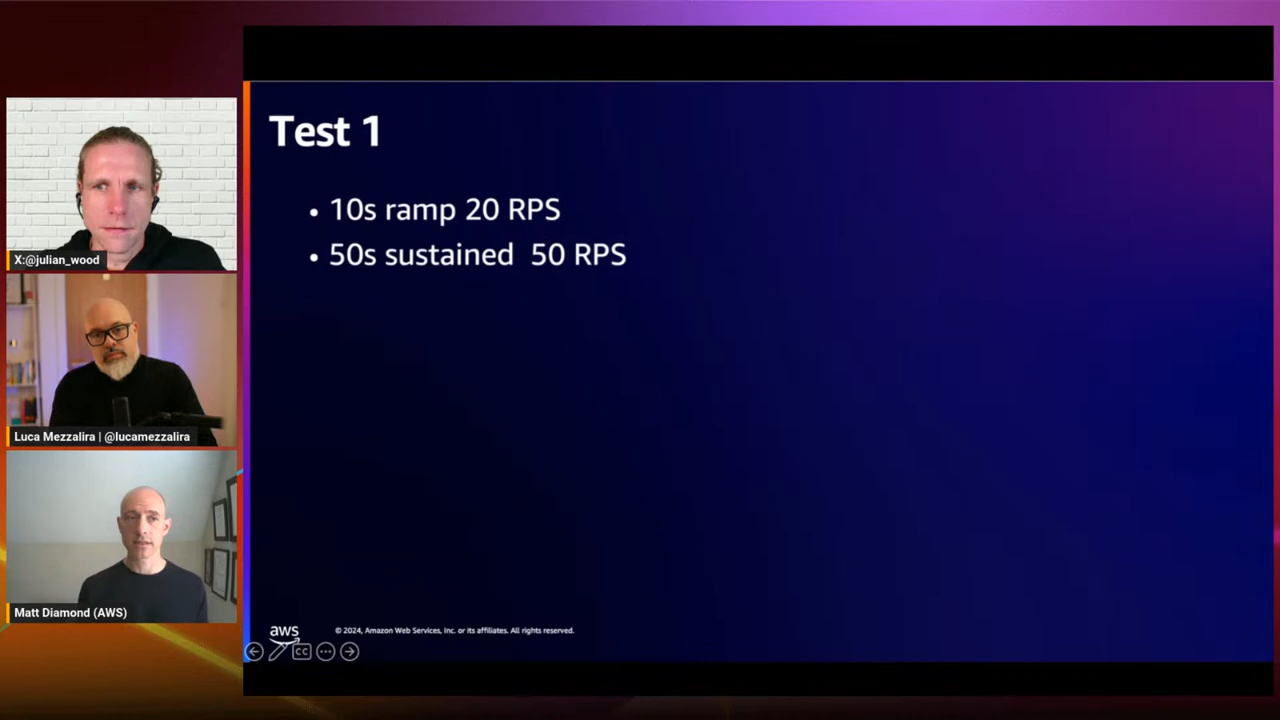 X:@julian_wood
Luca Mezzalira | @lucamezzalira
Matt Diamond (AWS)
Test 1
• 10s ramp 20 RPS
• 50s sustained  50 RPS
aws
© 2024, Amazon Web Services, Inc. or its affiliates. All rights reserved.
CC